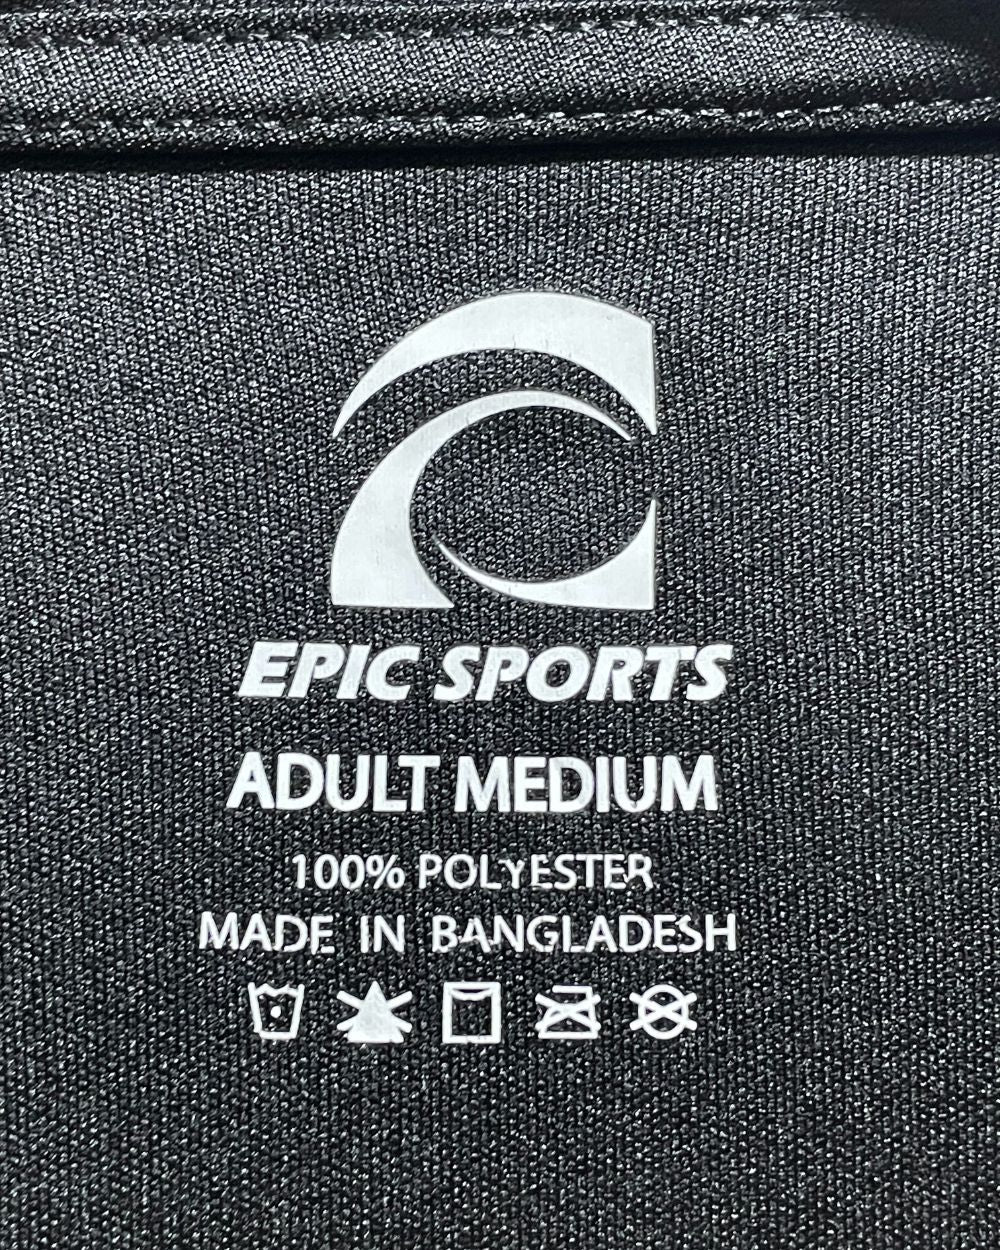 EPIC SPORTS
ADULT MEDIUM
100% POLYESTER
MADE IN BANGLADESH